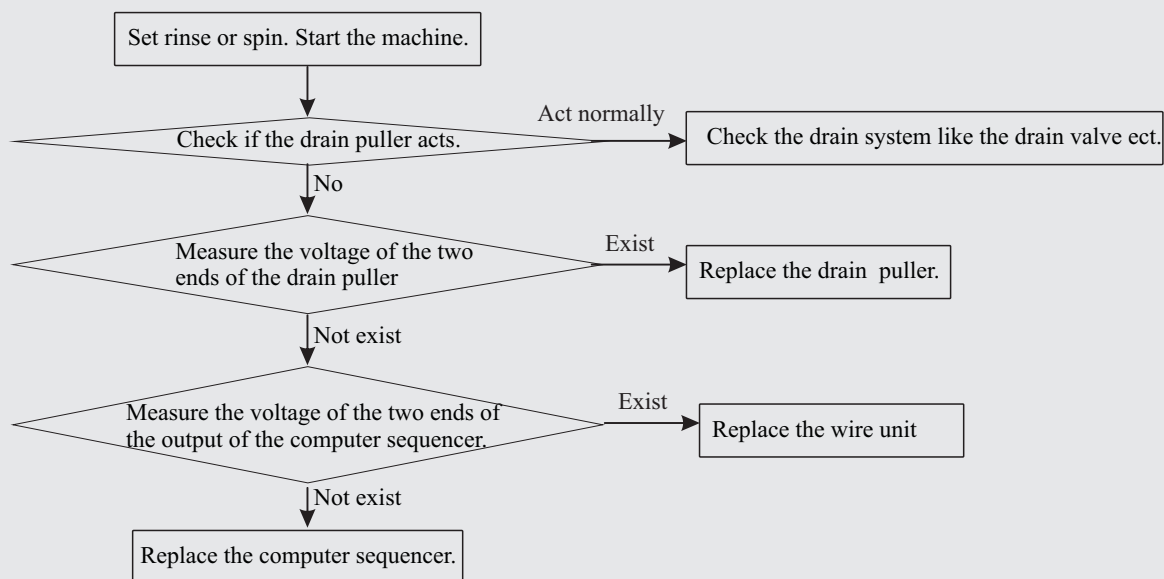 Set rinse or spin. Start the machine.
Act normally
Check if the drain puller acts.
Check the drain system like the drain valve ect.
No
Measure the voltage of the two
ends of the drain puller
Exist
Replace the drain puller.
Not exist
Measure the voltage of the two ends of
the output of the computer sequencer.
Exist
Replace the wire unit
Not exist
Replace the computer sequencer.